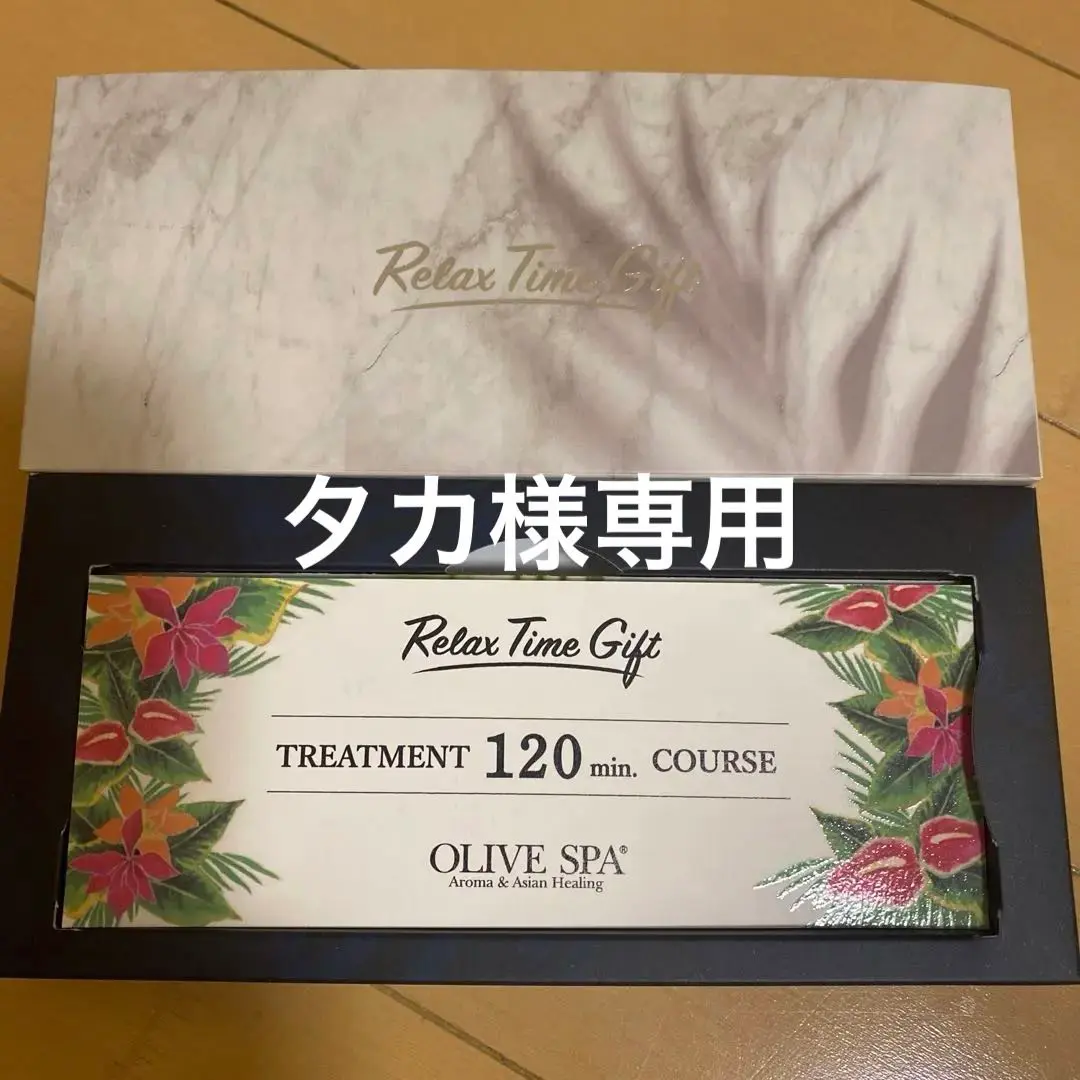 Relax Time Gift
タカ様専用
Relax Time Gift
TREATMENT 120 min. COURSE
OLIVE SPA®
Aroma & Asian Healing